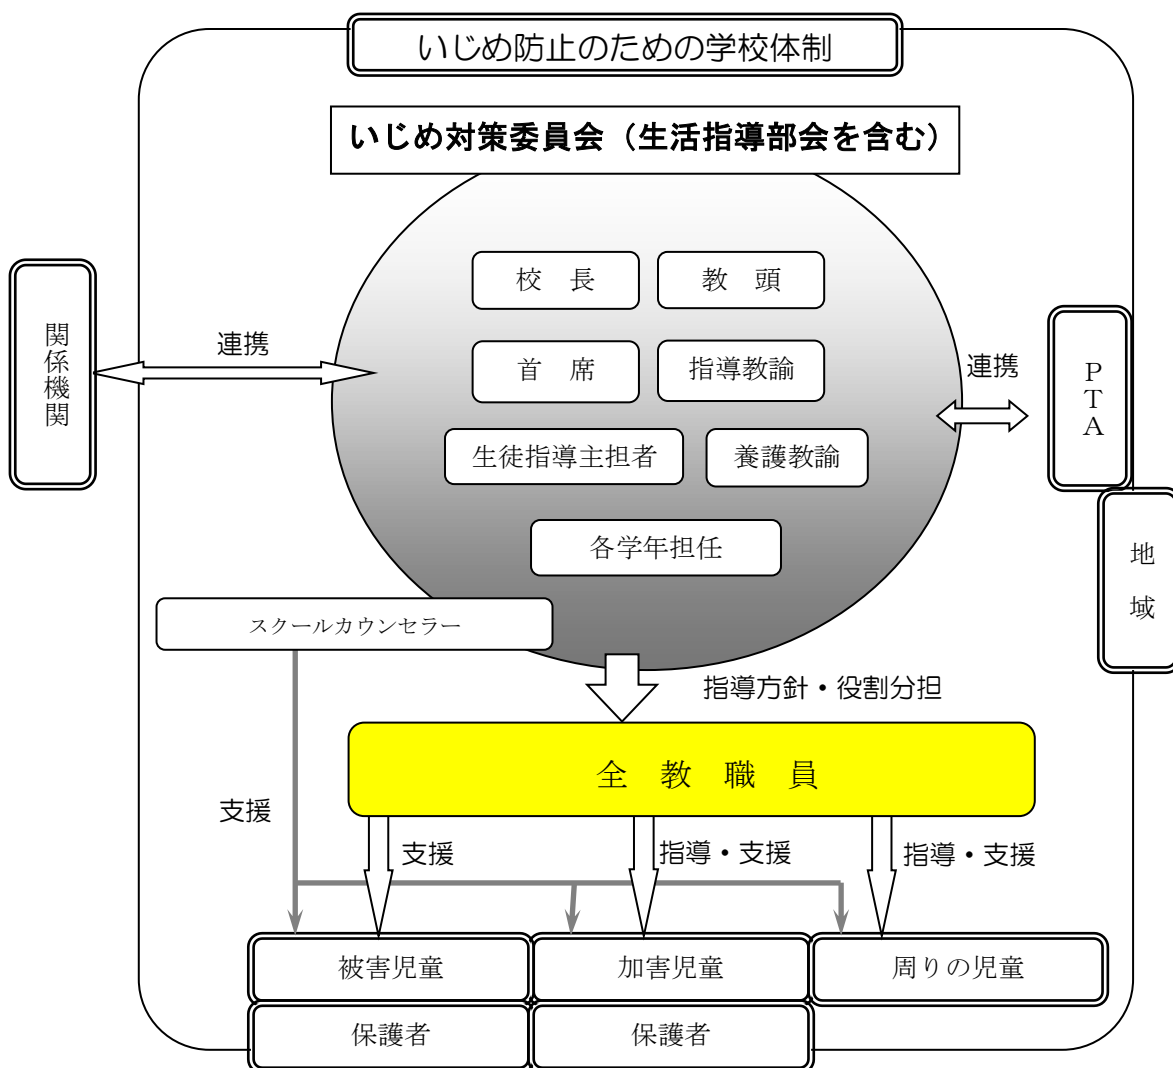 いじめ防止のための学校体制
いじめ対策委員会（生活指導部会を含む）
校　長
教　頭
関係機関
連携
首　席
指導教諭
連携
ＰＴＡ
生徒指導主担者
養護教諭
各学年担任
地域
スクールカウンセラー
指導方針・役割分担
全　教　職　員
支援
支援
指導・支援
指導・支援
被害児童
加害児童
周りの児童
保護者
保護者